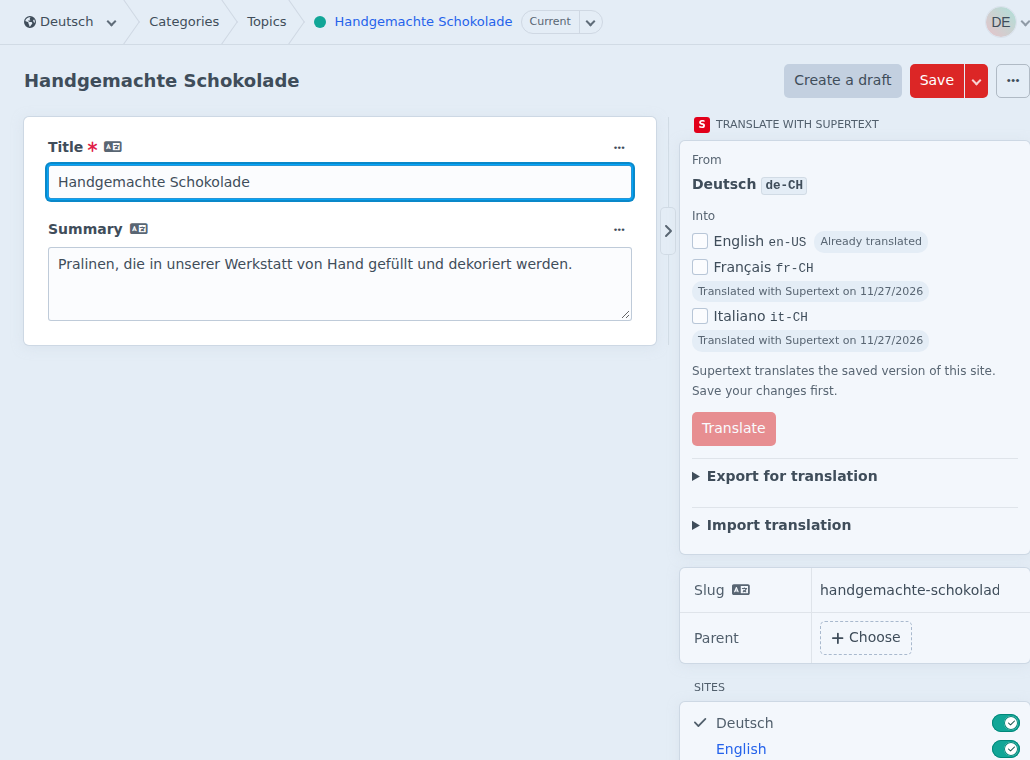 Deutsch
Categories
Topics
Handgemachte Schokolade
Current
DE
Handgemachte Schokolade
Create a draft
Save
Title
Handgemachte Schokolade
Summary
Pralinen, die in unserer Werkstatt von Hand gefüllt und dekoriert werden.
S TRANSLATE WITH SUPERTEXT
From
Deutsch de-CH
Into
English en-US Already translated
Français fr-CH
Translated with Supertext on 11/27/2026
Italiano it-CH
Translated with Supertext on 11/27/2026
Supertext translates the saved version of this site.
Save your changes first.
Translate
Export for translation
Import translation
Slug handgemachte-schokolad
Parent Choose
SITES
Deutsch
English